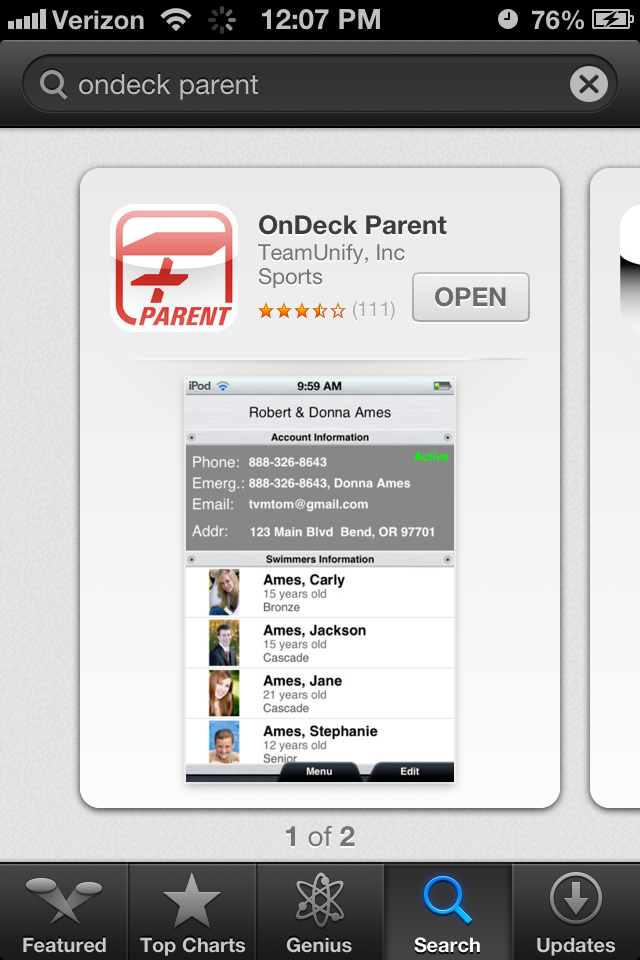 Verizon 12:07 PM 76%
ondeck parent
PARENT
OnDeck Parent
TeamUnify, Inc
Sports
(111)
OPEN
iPod 9:59 AM
Robert & Donna Ames
Account Information
Active
Phone: 888-326-8643
Emerg.: 888-326-8643, Donna Ames
Email: tvmtom@gmail.com
Addr: 123 Main Blvd Bend, OR 97701
Swimmers Information
Ames, Carly
15 years old
Bronze
Ames, Jackson
15 years old
Cascade
Ames, Jane
21 years old
Cascade
Ames, Stephanie
12 years old
Senior
Menu Edit
1 of 2
Featured Top Charts Genius Search Updates